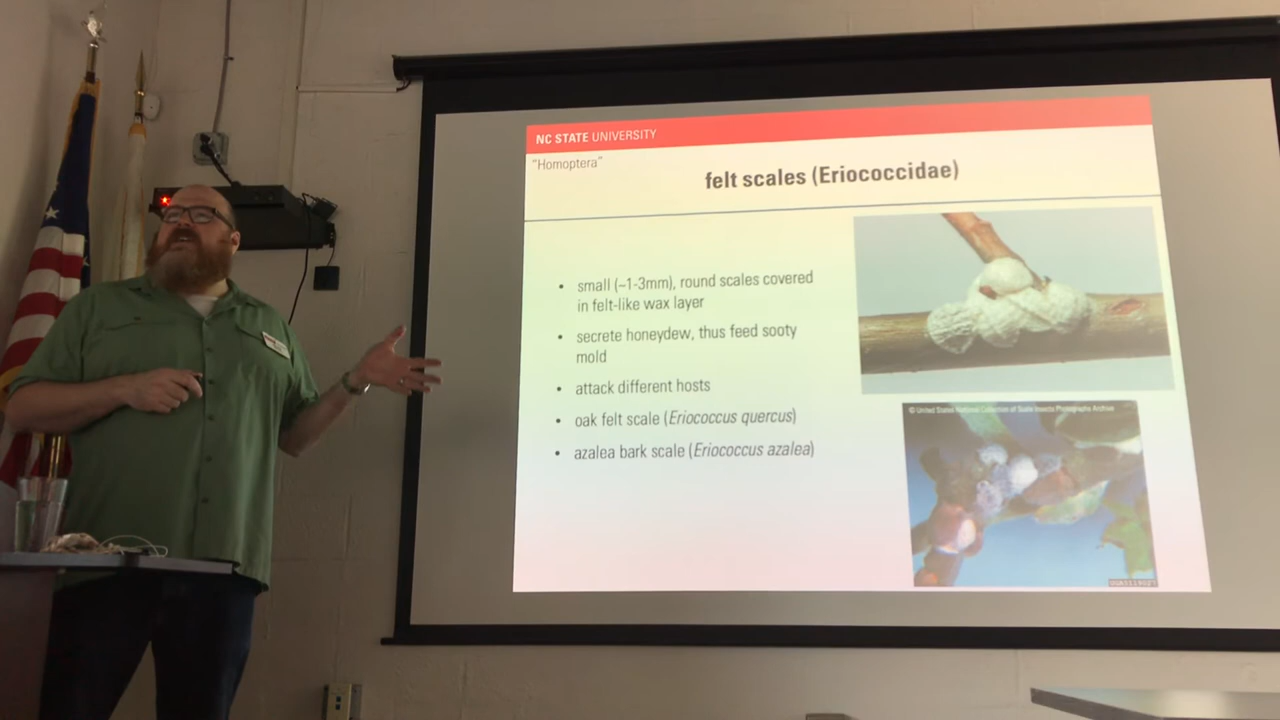 NC STATE UNIVERSITY
"Homoptera"
felt scales (Eriococcidae)
• small (~1-3mm), round scales covered
in felt-like wax layer
• secrete honeydew, thus feed sooty
mold
• attack different hosts
• oak felt scale (Eriococcus quercus)
• azalea bark scale (Eriococcus azalea)
© United States National Collection of Scale Insects Photographs Archive